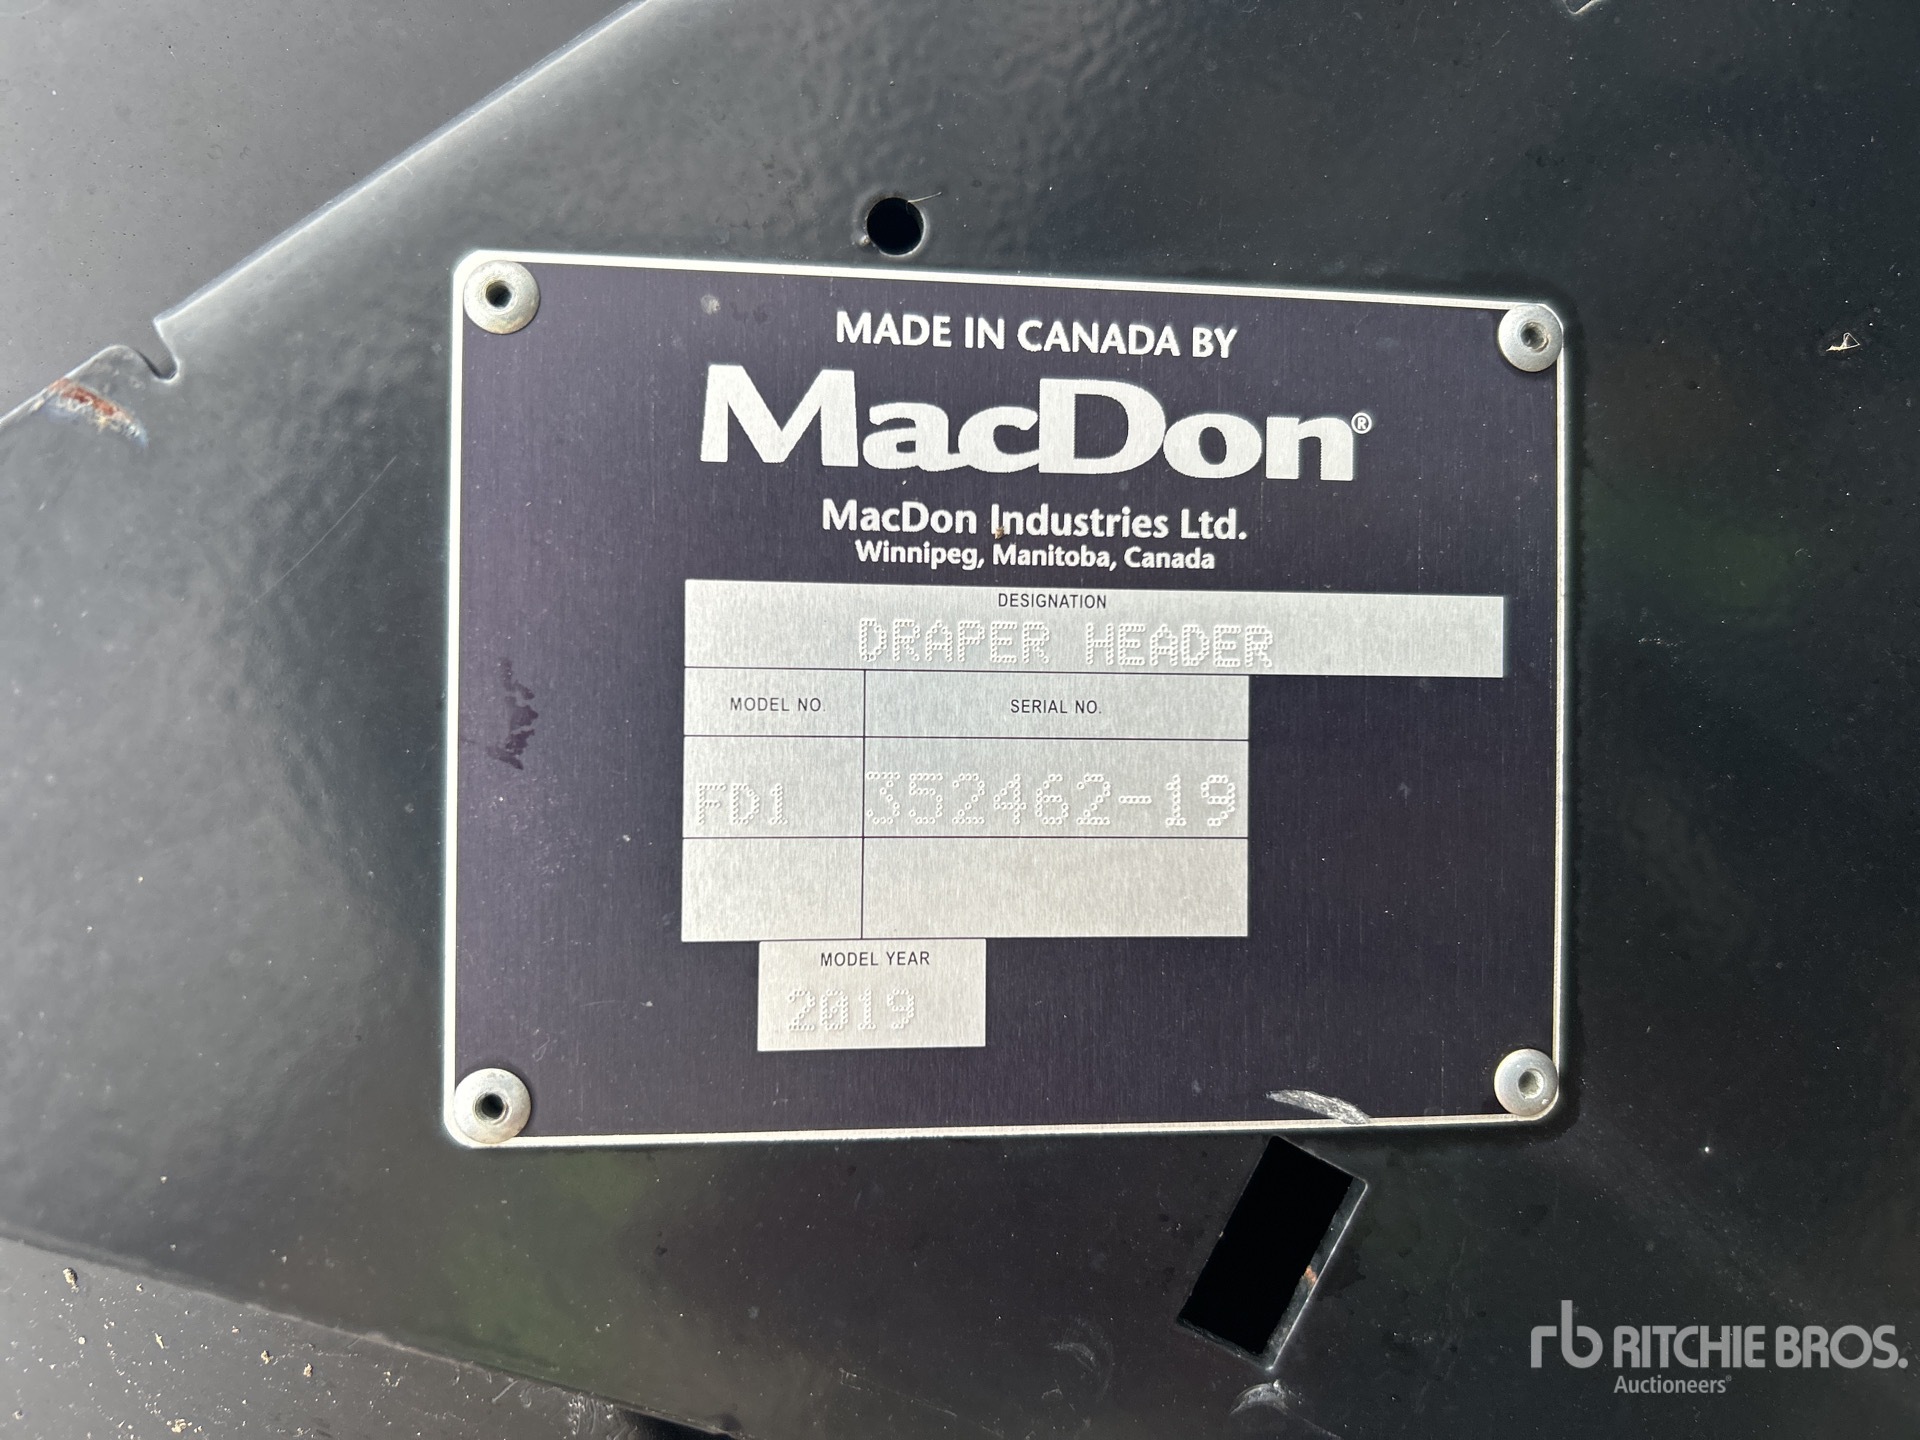 MADE IN CANADA BY
MacDon®
MacDon Industries Ltd.
Winnipeg, Manitoba, Canada
DESIGNATION
DRAPER HEADER
MODEL NO. SERIAL NO.
FD1 352462-19
MODEL YEAR
2019
rb RITCHIE BROS.
Auctioneers®